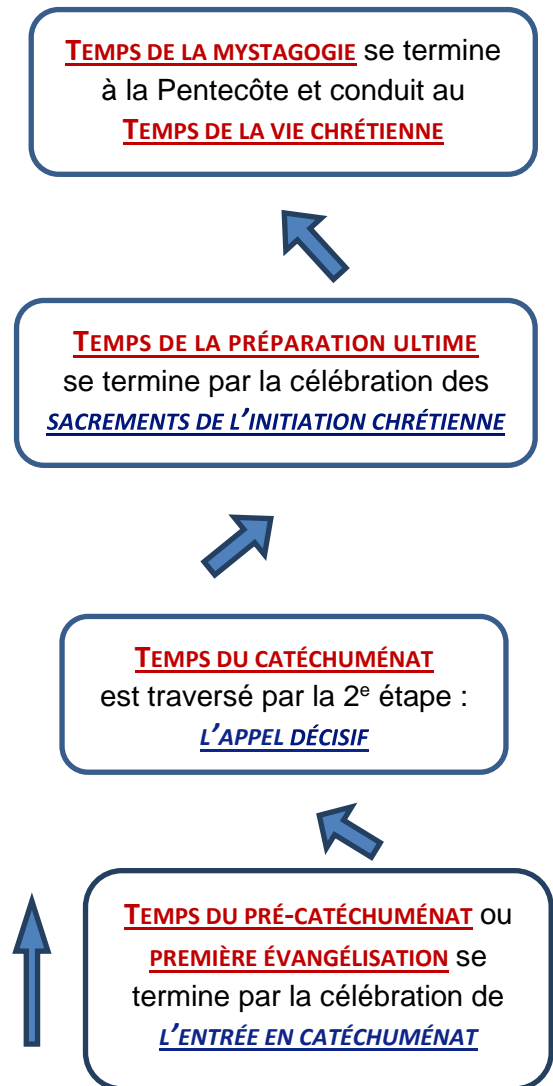 TEMPS DE LA MYSTAGOGIE se termine
à la Pentecôte et conduit au
TEMPS DE LA VIE CHRÉTIENNE
TEMPS DE LA PRÉPARATION ULTIME
se termine par la célébration des
SACREMENTS DE L'INITIATION CHRÉTIENNE
TEMPS DU CATÉCHUMÉNAT
est traversé par la 2e étape :
L'APPEL DÉCISIF
TEMPS DU PRÉ-CATÉCHUMÉNAT ou
PREMIÈRE ÉVANGÉLISATION se
termine par la célébration de
L'ENTRÉE EN CATÉCHUMÉNAT